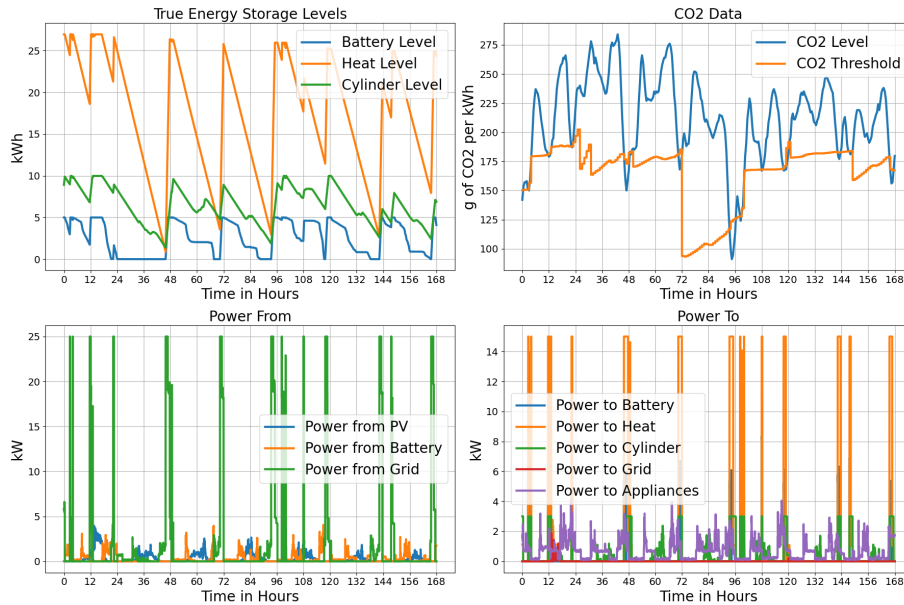 True Energy Storage Levels
kWh
25
20
15
10
5
0
Battery Level
Heat Level
Cylinder Level
0 12 24 36 48 60 72 84 96 108 120 132 144 156 168
Time in Hours
CO2 Data
g of CO2 per kWh
275
250
225
200
175
150
125
100
CO2 Level
CO2 Threshold
0 12 24 36 48 60 72 84 96 108 120 132 144 156 168
Time in Hours
Power From
kW
25
20
15
10
5
0
Power from PV
Power from Battery
Power from Grid
0 12 24 36 48 60 72 84 96 108 120 132 144 156 168
Time in Hours
Power To
kW
14
12
10
8
6
4
2
0
Power to Battery
Power to Heat
Power to Cylinder
Power to Grid
Power to Appliances
0 12 24 36 48 60 72 84 96 108 120 132 144 156 168
Time in Hours